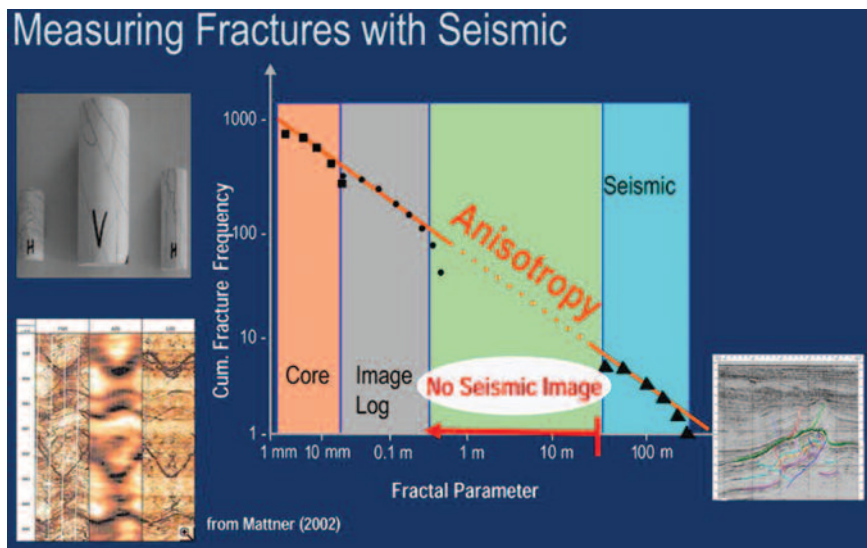 Measuring Fractures with Seismic
H
V
H
Cum. Fracture Frequency
1000
100
10
1
Core
Image
Log
Anisotropy
No Seismic Image
Seismic
1 mm 10 mm 0.1 m 1 m 10 m 100 m
Fractal Parameter
from Mattner (2002)